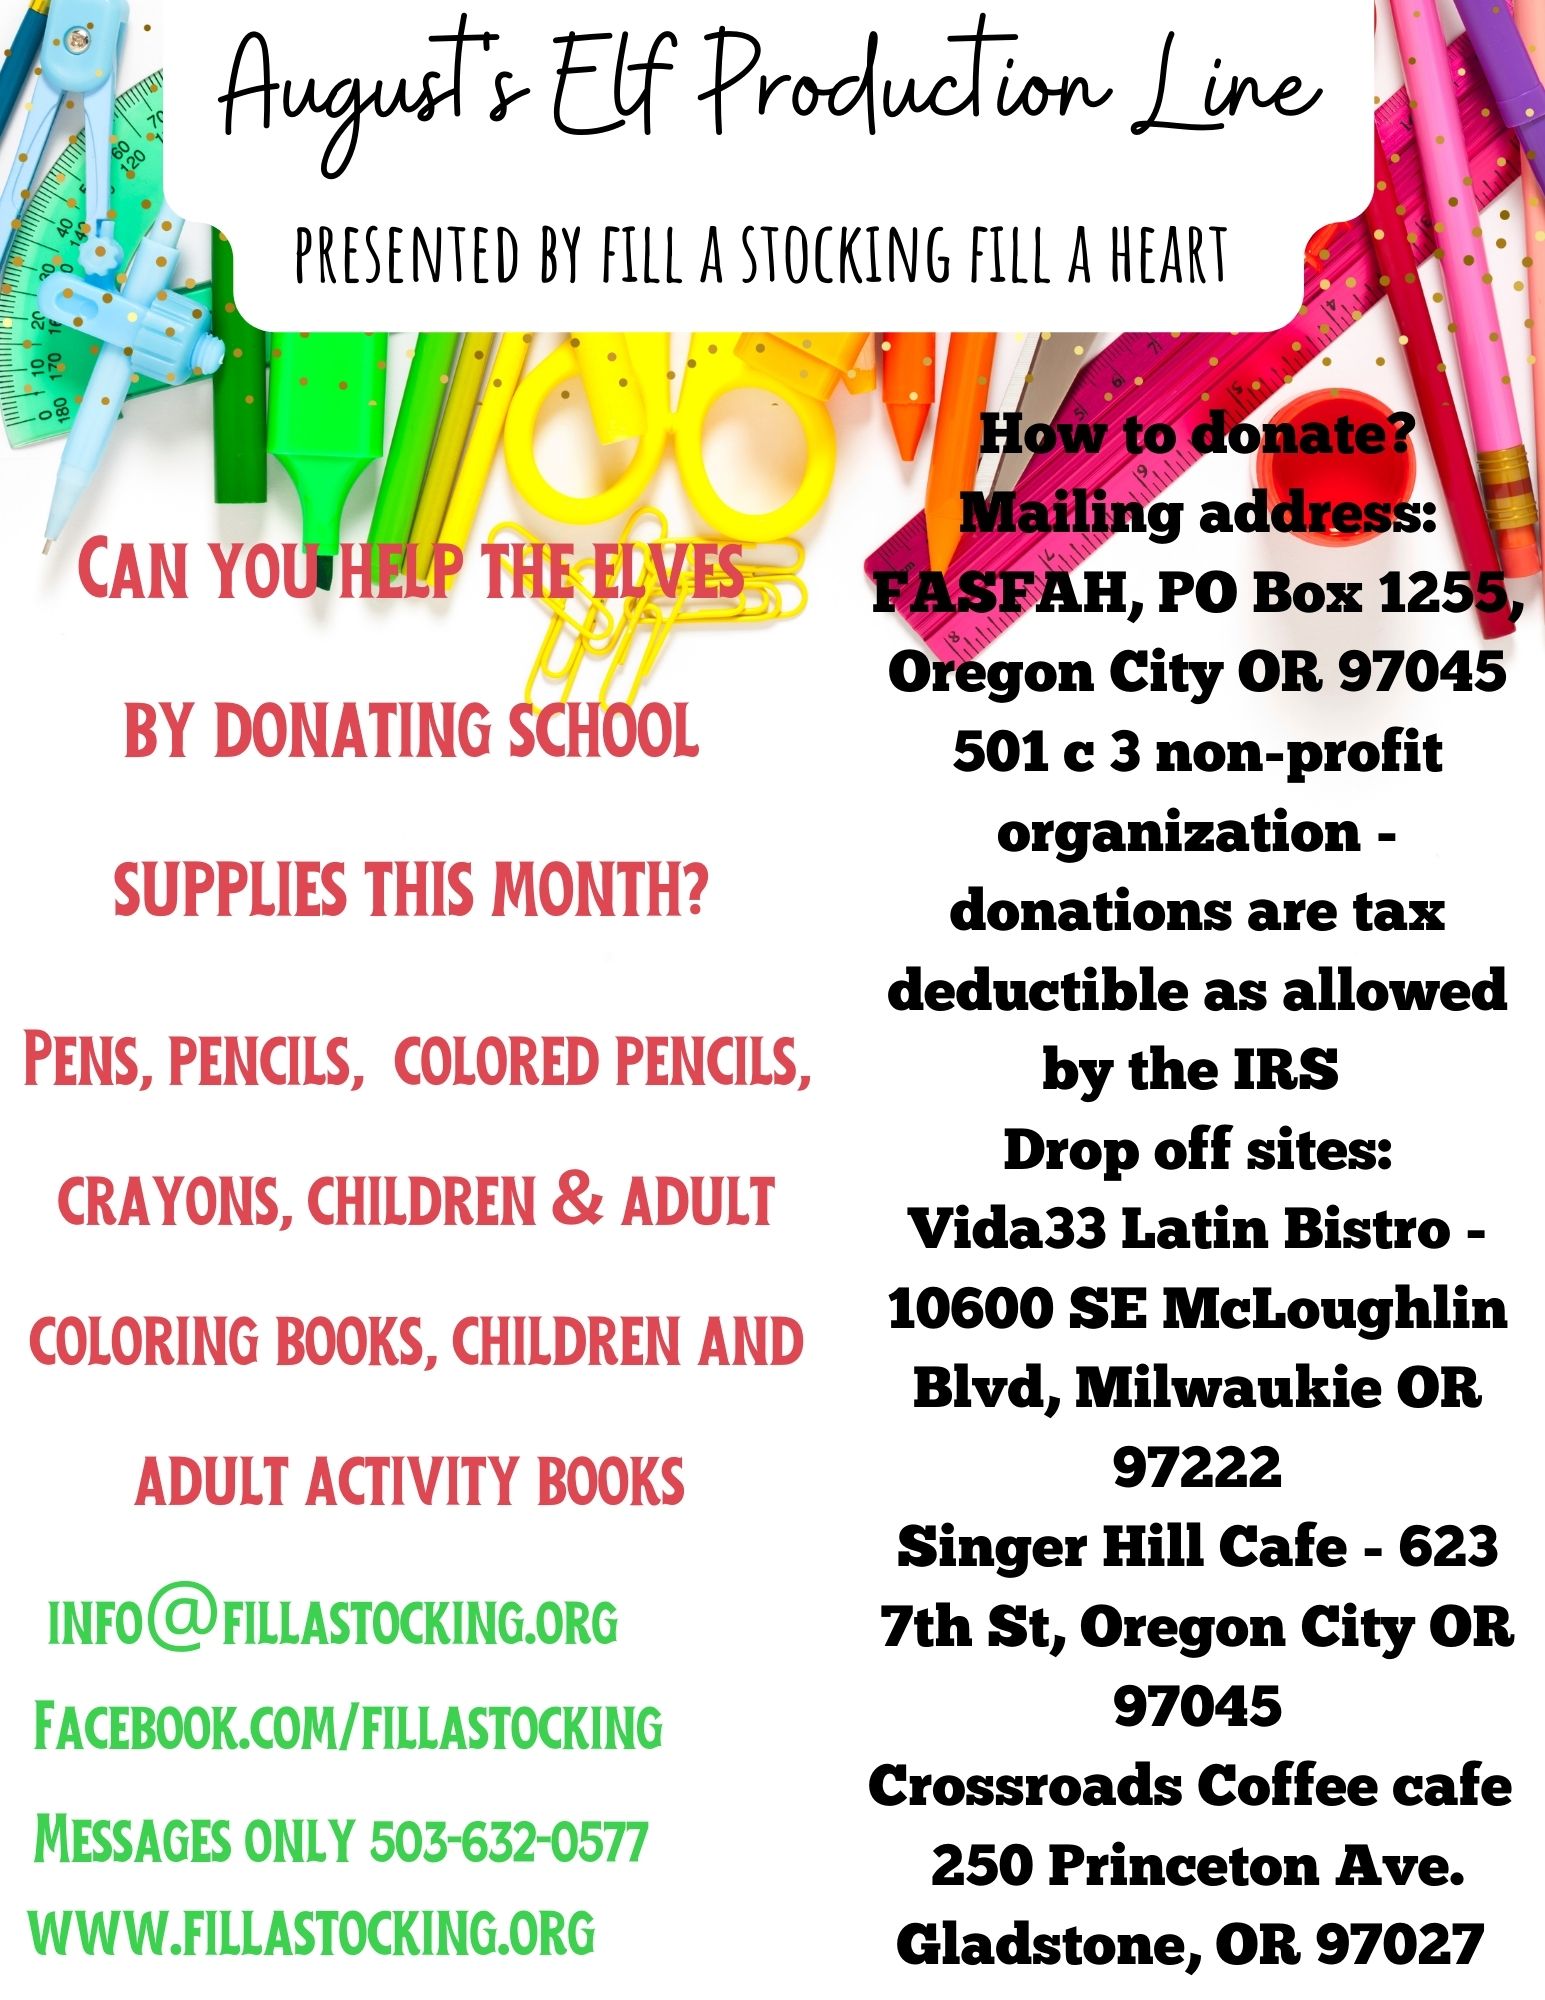 August's Elf Production Line
PRESENTED BY FILL A STOCKING FILL A HEART
Can you help the elves
by donating school
supplies this month?
Pens, pencils, colored pencils,
crayons, children & adult
coloring books, children and
adult activity books
info@fillastocking.org
Facebook.com/fillastocking
Messages only 503-632-0577
www.fillastocking.org
How to donate?
Mailing address:
FASFAH, PO Box 1255,
Oregon City OR 97045
501 c 3 non-profit
organization -
donations are tax
deductible as allowed
by the IRS
Drop off sites:
Vida33 Latin Bistro -
10600 SE McLoughlin
Blvd, Milwaukie OR
97222
Singer Hill Cafe - 623
7th St, Oregon City OR
97045
Crossroads Coffee cafe
250 Princeton Ave.
Gladstone, OR 97027